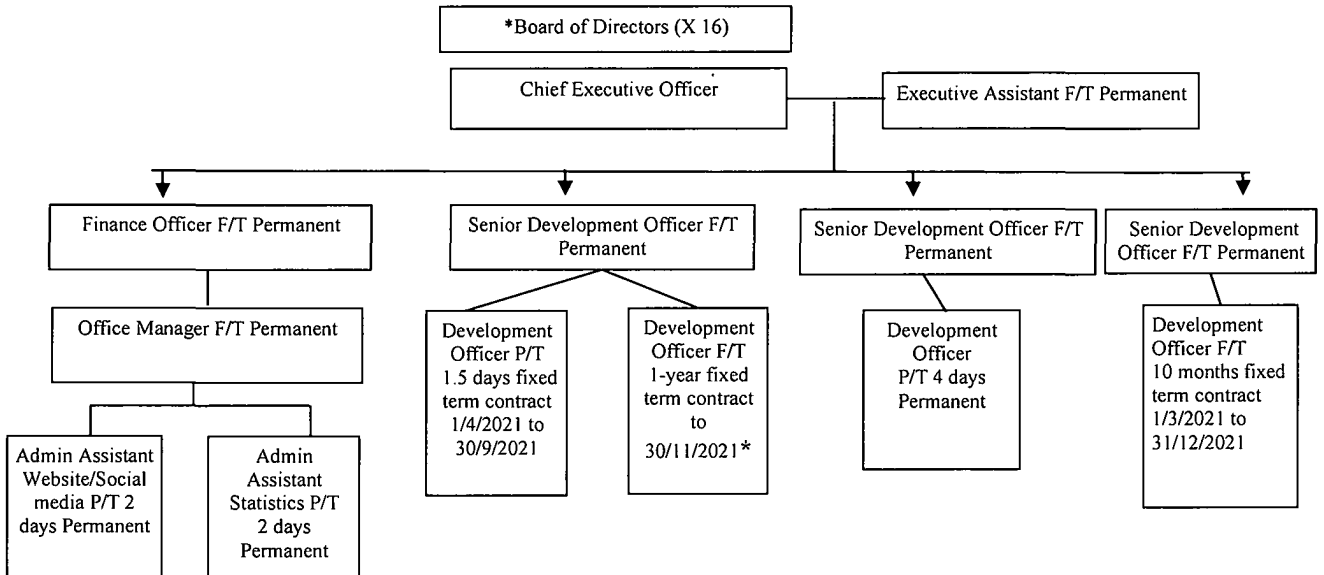 *Board of Directors (X 16)
Chief Executive Officer
Executive Assistant F/T Permanent
Finance Officer F/T Permanent
Senior Development Officer F/T
Permanent
Senior Development Officer F/T
Permanent
Senior Development
Officer F/T Permanent
Office Manager F/T Permanent
Development
Officer P/T
1.5 days fixed
term contract
1/4/2021 to
30/9/2021
Development
Officer F/T
1-year fixed
term contract
to
30/11/2021*
Development
Officer
P/T 4 days
Permanent
Development
Officer F/T
10 months fixed
term contract
1/3/2021 to
31/12/2021
Admin Assistant
Website/Social
media P/T 2
days Permanent
Admin
Assistant
Statistics P/T
2 days
Permanent